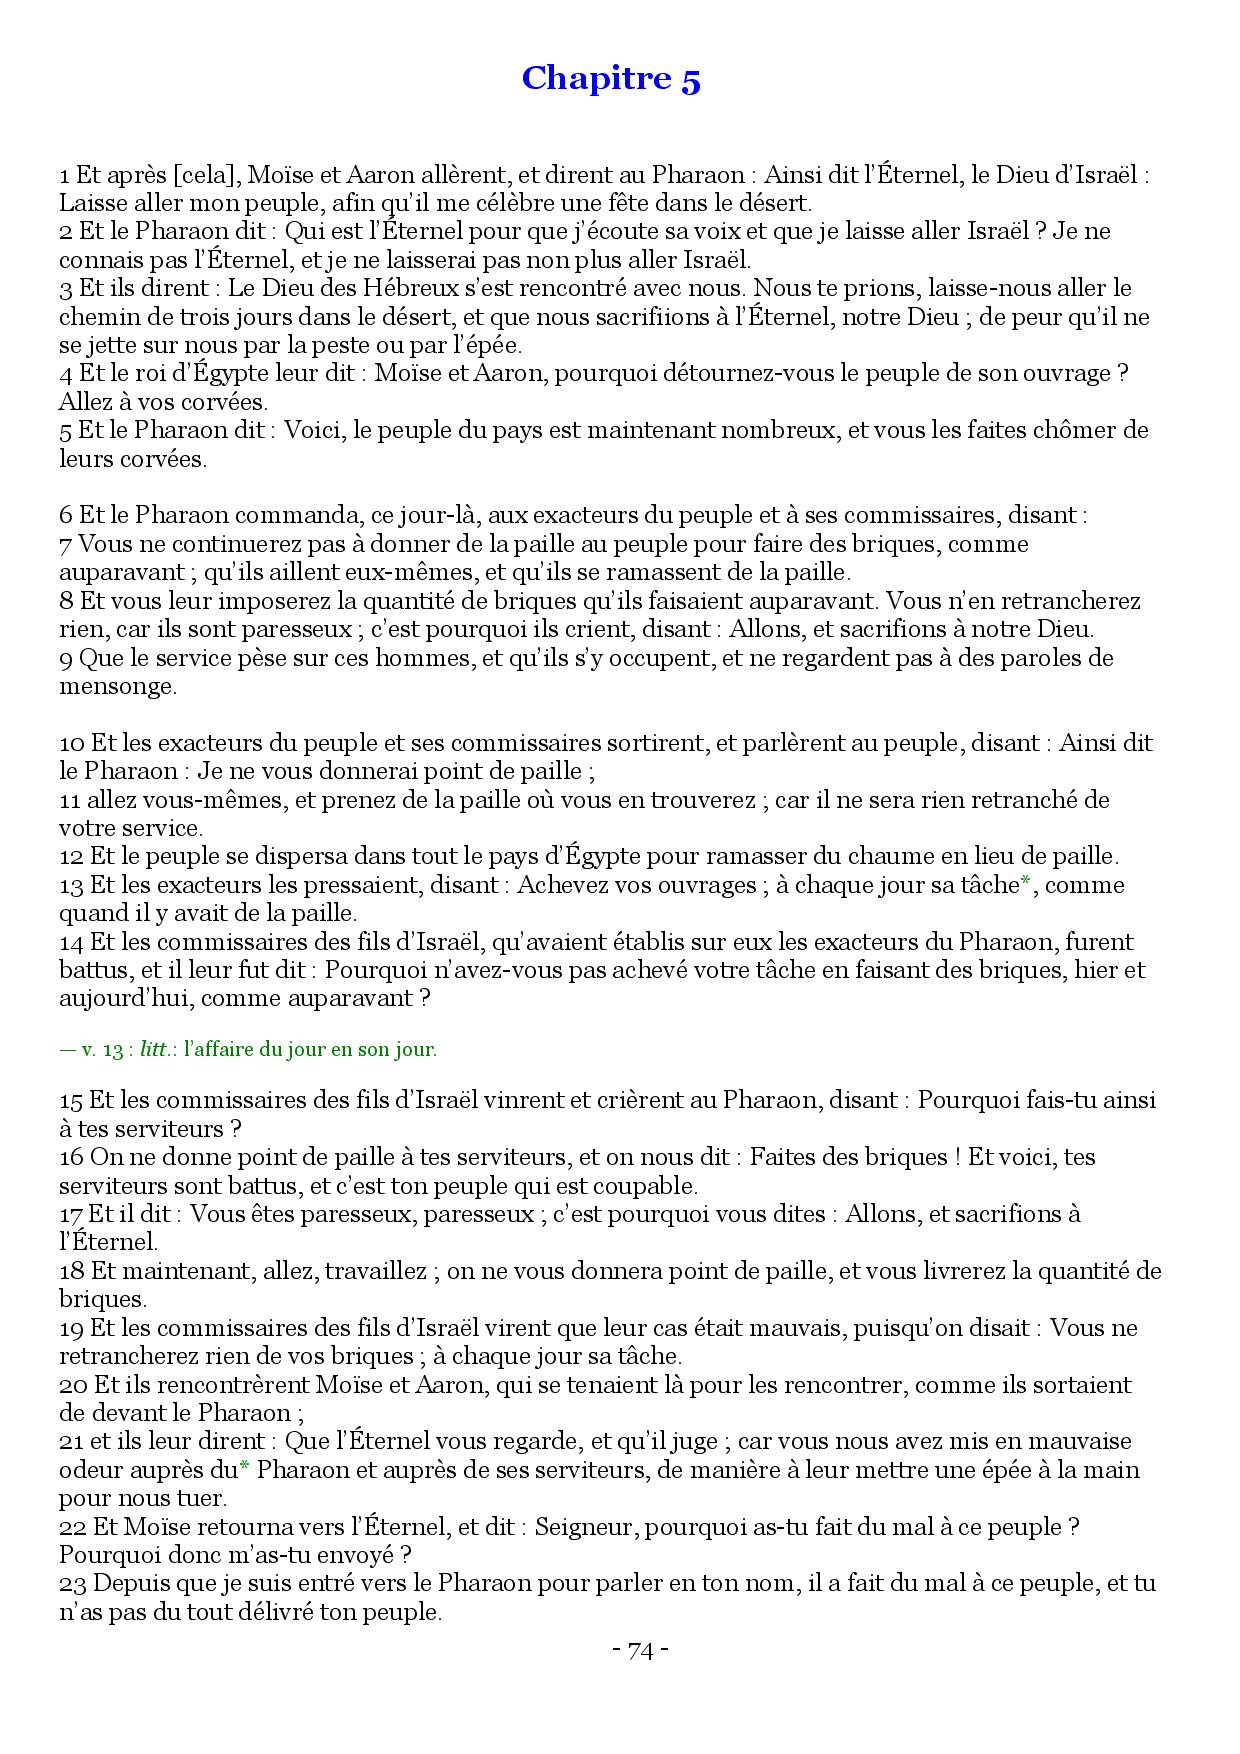 Chapitre 5
1 Et après [cela], Moïse et Aaron allèrent, et dirent au Pharaon : Ainsi dit l’Éternel, le Dieu d’Israël :
Laisse aller mon peuple, afin qu’il me célèbre une fête dans le désert.
2 Et le Pharaon dit : Qui est l’Éternel pour que j’écoute sa voix et que je laisse aller Israël ? Je ne
connais pas l’Éternel, et je ne laisserai pas non plus aller Israël.
3 Et ils dirent : Le Dieu des Hébreux s’est rencontré avec nous. Nous te prions, laisse-nous aller le
chemin de trois jours dans le désert, et que nous sacrifiions à l’Éternel, notre Dieu ; de peur qu’il ne
se jette sur nous par la peste ou par l’épée.
4 Et le roi d’Égypte leur dit : Moïse et Aaron, pourquoi détournez-vous le peuple de son ouvrage ?
Allez à vos corvées.
5 Et le Pharaon dit : Voici, le peuple du pays est maintenant nombreux, et vous les faites chômer de
leurs corvées.
6 Et le Pharaon commanda, ce jour-là, aux exacteurs du peuple et à ses commissaires, disant :
7 Vous ne continuerez pas à donner de la paille au peuple pour faire des briques, comme
auparavant ; qu’ils aillent eux-mêmes, et qu’ils se ramassent de la paille.
8 Et vous leur imposerez la quantité de briques qu’ils faisaient auparavant. Vous n’en retrancherez
rien, car ils sont paresseux ; c’est pourquoi ils crient, disant : Allons, et sacrifions à notre Dieu.
9 Que le service pèse sur ces hommes, et qu’ils s’y occupent, et ne regardent pas à des paroles de
mensonge.
10 Et les exacteurs du peuple et ses commissaires sortirent, et parlèrent au peuple, disant : Ainsi dit
le Pharaon : Je ne vous donnerai point de paille ;
11 allez vous-mêmes, et prenez de la paille où vous en trouverez ; car il ne sera rien retranché de
votre service.
12 Et le peuple se dispersa dans tout le pays d’Égypte pour ramasser du chaume en lieu de paille.
13 Et les exacteurs les pressaient, disant : Achevez vos ouvrages ; à chaque jour sa tâche*, comme
quand il y avait de la paille.
14 Et les commissaires des fils d’Israël, qu’avaient établis sur eux les exacteurs du Pharaon, furent
battus, et il leur fut dit : Pourquoi n’avez-vous pas achevé votre tâche en faisant des briques, hier et
aujourd’hui, comme auparavant ?
— v. 13 : litt.: l’affaire du jour en son jour.
15 Et les commissaires des fils d’Israël vinrent et crièrent au Pharaon, disant : Pourquoi fais-tu ainsi
à tes serviteurs ?
16 On ne donne point de paille à tes serviteurs, et on nous dit : Faites des briques ! Et voici, tes
serviteurs sont battus, et c’est ton peuple qui est coupable.
17 Et il dit : Vous êtes paresseux, paresseux ; c’est pourquoi vous dites : Allons, et sacrifions à
l’Éternel.
18 Et maintenant, allez, travaillez ; on ne vous donnera point de paille, et vous livrerez la quantité de
briques.
19 Et les commissaires des fils d’Israël virent que leur cas était mauvais, puisqu’on disait : Vous ne
retrancherez rien de vos briques ; à chaque jour sa tâche.
20 Et ils rencontrèrent Moïse et Aaron, qui se tenaient là pour les rencontrer, comme ils sortaient
de devant le Pharaon ;
21 et ils leur dirent : Que l’Éternel vous regarde, et qu’il juge ; car vous nous avez mis en mauvaise
odeur auprès du* Pharaon et auprès de ses serviteurs, de manière à leur mettre une épée à la main
pour nous tuer.
22 Et Moïse retourna vers l’Éternel, et dit : Seigneur, pourquoi as-tu fait du mal à ce peuple ?
Pourquoi donc m’as-tu envoyé ?
23 Depuis que je suis entré vers le Pharaon pour parler en ton nom, il a fait du mal à ce peuple, et tu
n’as pas du tout délivré ton peuple.
- 74 -